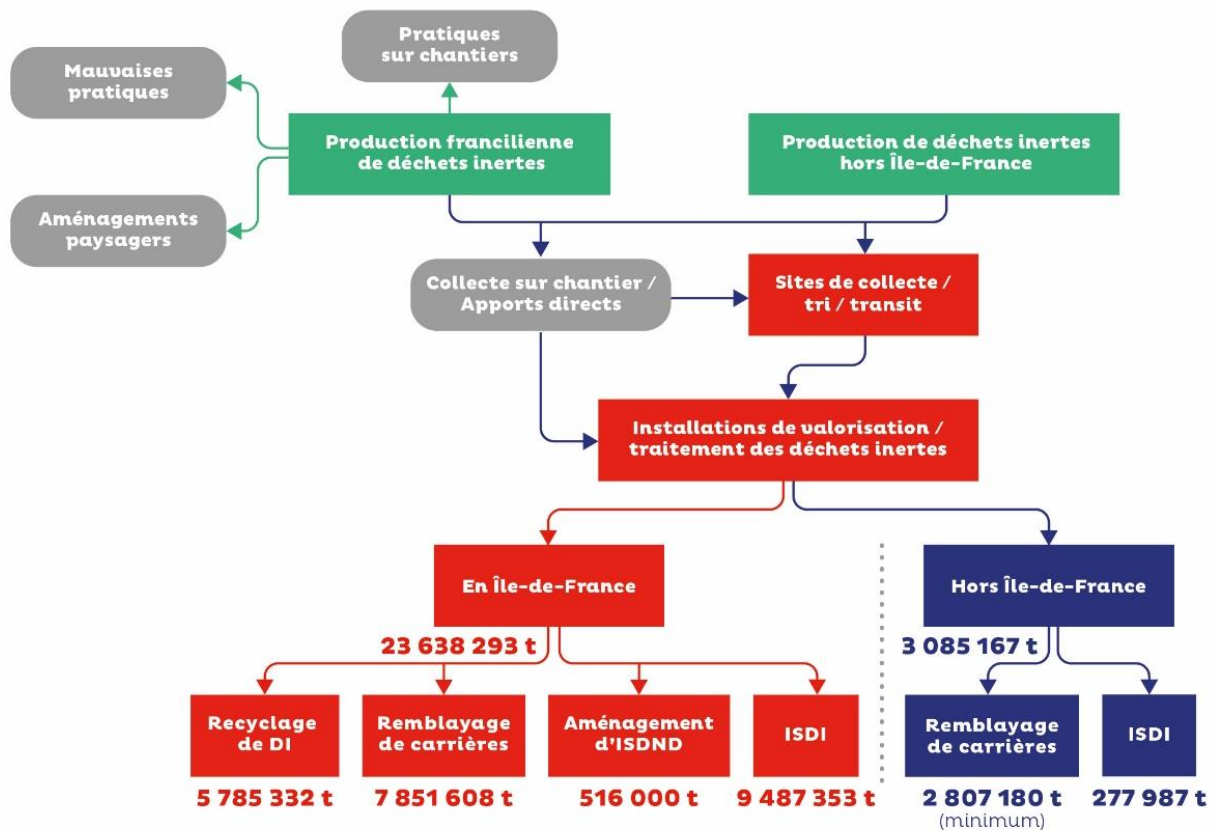 Pratiques
sur chantiers
Mauvaises
pratiques
Production francilienne
de déchets inertes
Production de déchets inertes
hors Île-de-France
Aménagements
paysagers
Collecte sur chantier /
Apports directs
Sites de collecte /
tri / transit
Installations de valorisation /
traitement des déchets inertes
En Île-de-France
Hors Île-de-France
23 638 293 t
3 085 167 t
Recyclage
de DI
Remblayage
de carrières
Aménagement
d'ISDND
ISDI
Remblayage
de carrières
ISDI
5 785 332 t
7 851 608 t
516 000 t
9 487 353 t
2 807 180 t
(minimum)
277 987 t